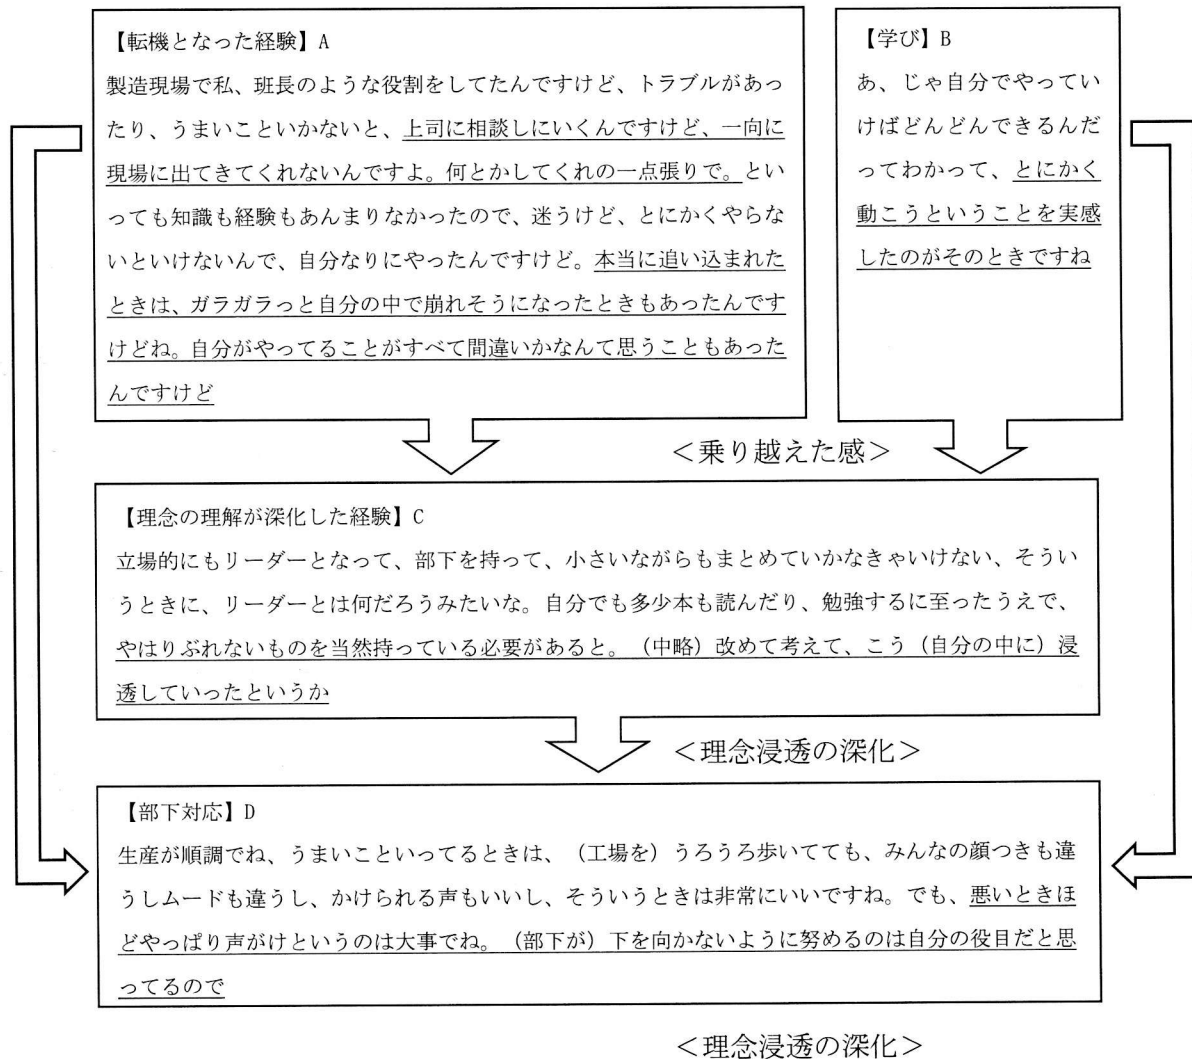 【転機となった経験】A
製造現場で私、班長のような役割をしてたんですけど、トラブルがあっ
たり、うまいこといかないと、上司に相談しにいくんですけど、一向に
現場に出てきてくれないんですよ。何とかしてくれの一点張りで。とい
っても知識も経験もあんまりなかったので、迷うけど、とにかくやらな
いといけないんで、自分なりにやったんですけど。本当に追い込まれた
ときは、ガラガラっと自分の中で崩れそうになったときもあったんです
けどね。自分がやってることがすべて間違いかなんて思うこともあった
んですけど
【学び】B
あ、じゃ自分でやってい
けばどんどんできるんだ
ってわかって、とにかく
動こうということを実感
したのがそのときですね
＜乗り越えた感＞
【理念の理解が深化した経験】C
立場的にもリーダーとなって、部下を持って、小さいながらもまとめていかなきゃいけない、そうい
うときに、リーダーとは何だろうみたいな。自分でも多少本も読んだり、勉強するに至ったうえで、
やはりぶれないものを当然持っている必要があると。（中略）改めて考えて、こう（自分の中に）浸
透していったというか
＜理念浸透の深化＞
【部下対応】D
生産が順調でね、うまいこといってるときは、（工場を）うろうろ歩いてても、みんなの顔つきも違
うしムードも違うし、かけられる声もいいし、そういうときは非常にいいですね。でも、悪いときほ
どやっぱり声がけというのは大事でね。（部下が）下を向かないように努めるのは自分の役目だと思
ってるので
＜理念浸透の深化＞